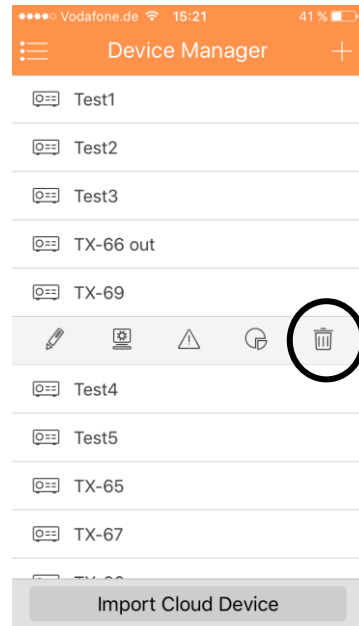 Vodafone.de 15:21 41 %
Device Manager
Test1
Test2
Test3
TX-66 out
TX-69
Test4
Test5
TX-65
TX-67
Import Cloud Device